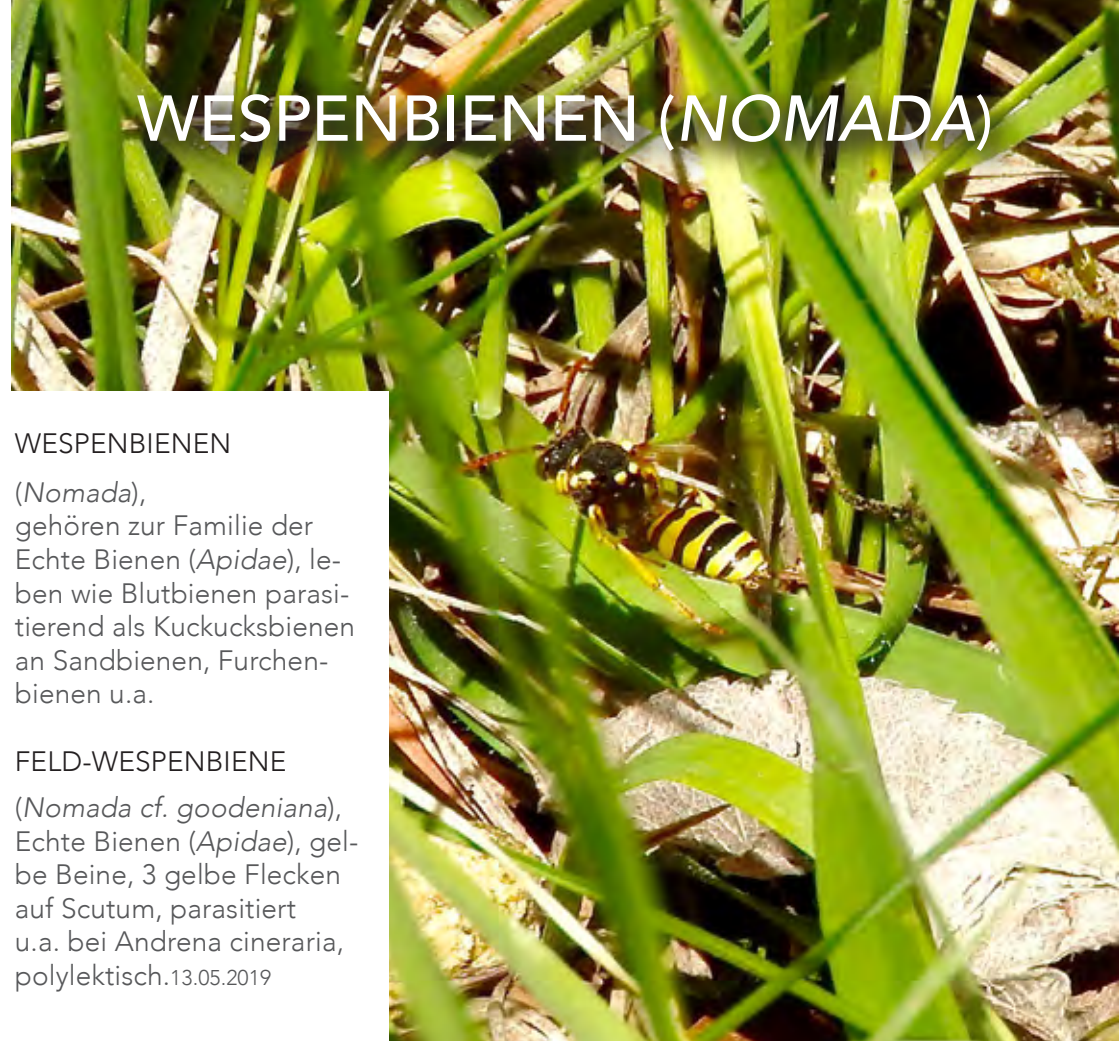 WESPENBIENEN (NOMADA)
WESPENBIENEN
(Nomada),
gehören zur Familie der
Echte Bienen (Apidae), le-
ben wie Blutbienen parasi-
tierend als Kuckucksbienen
an Sandbienen, Furchen-
bienen u.a.
FELD-WESPENBIENE
(Nomada cf. goodeniana),
Echte Bienen (Apidae), gel-
be Beine, 3 gelbe Flecken
auf Scutum, parasitiert
u.a. bei Andrena cineraria,
polylektisch.13.05.2019